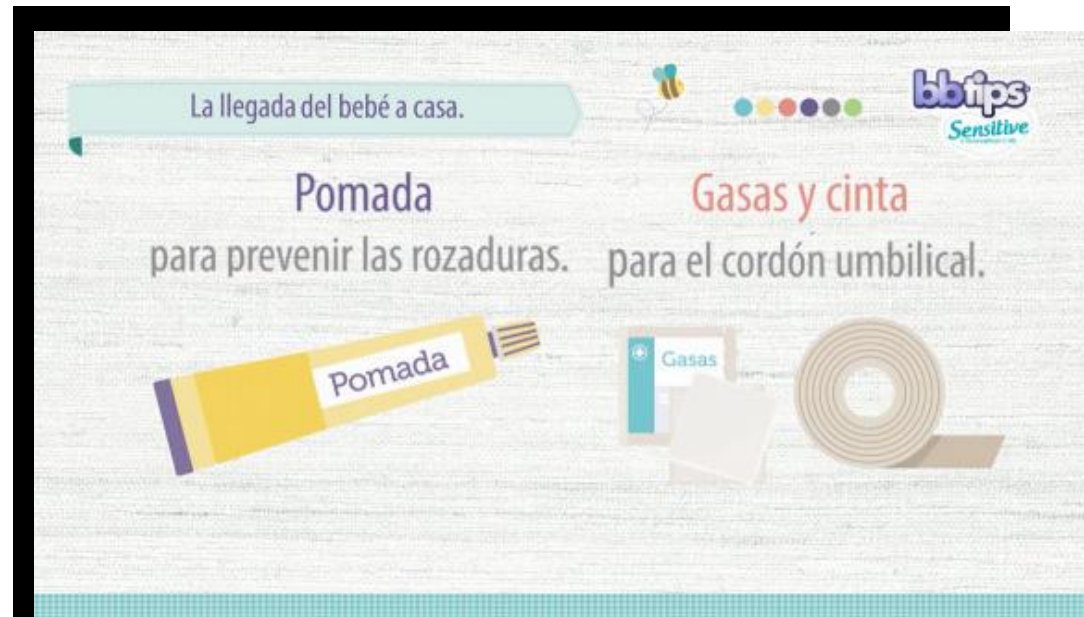 La llegada del bebé a casa.
bbtips
Sensitive
Pomada
para prevenir las rozaduras.
Gasas y cinta
para el cordón umbilical.
Pomada
Gasas